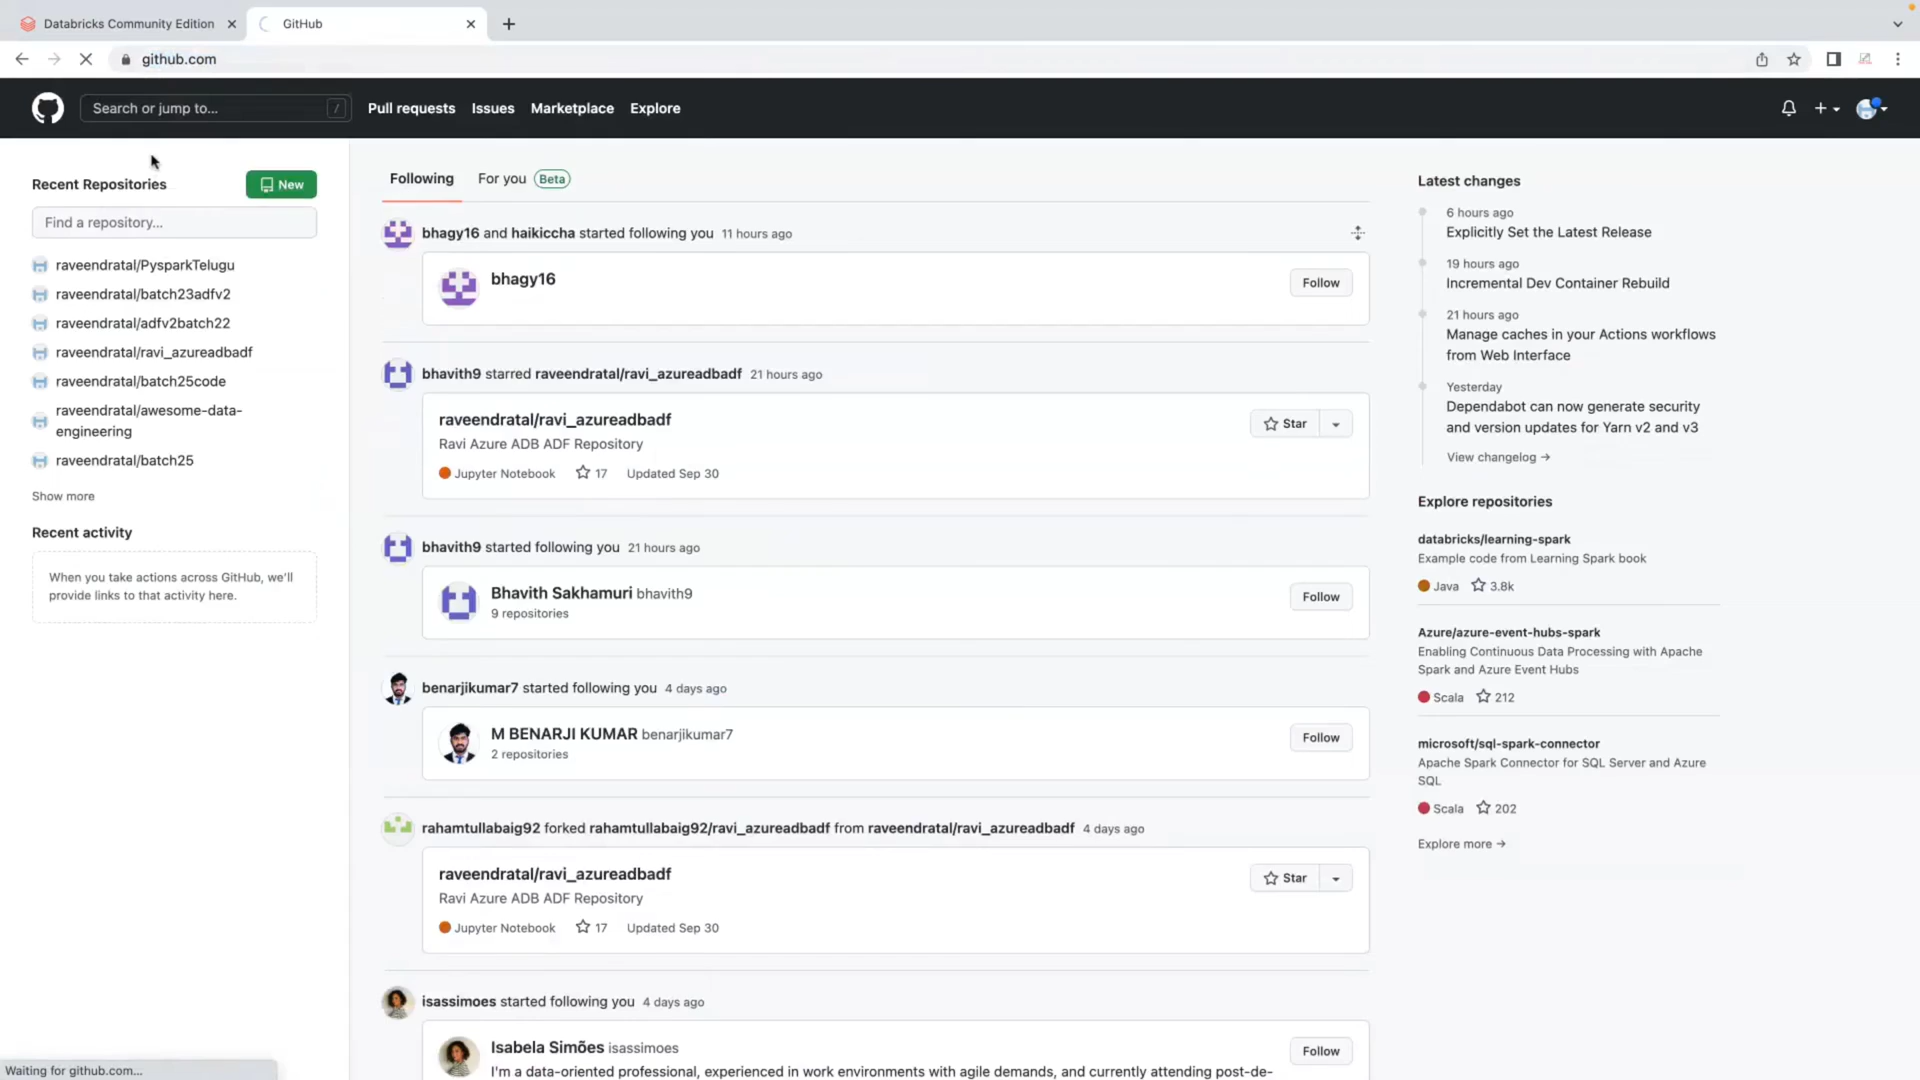 Databricks Community Edition
GitHub
github.com
Search or jump to...
/
Pull requests
Issues
Marketplace
Explore
Recent Repositories
New
Find a repository...
raveendratal/PysparkTelugu
raveendratal/batch23adfv2
raveendratal/adfv2batch22
raveendratal/ravi_azureadbadf
raveendratal/batch25code
raveendratal/awesome-data-
engineering
raveendratal/batch25
Show more
Recent activity
When you take actions across GitHub, we'll
provide links to that activity here.
Following
For you Beta
bhagy16 and haikiccha started following you 11 hours ago
bhagy16
Follow
bhavith9 starred raveendratal/ravi_azureadbadf 21 hours ago
raveendratal/ravi_azureadbadf
Star
Ravi Azure ADB ADF Repository
Jupyter Notebook 17 Updated Sep 30
bhavith9 started following you 21 hours ago
Bhavith Sakhamuri bhavith9
9 repositories
Follow
benarjikumar7 started following you 4 days ago
M BENARJI KUMAR benarjikumar7
2 repositories
Follow
rahamtullabaig92 forked rahamtullabaig92/ravi_azureadbadf from raveendratal/ravi_azureadbadf 4 days ago
raveendratal/ravi_azureadbadf
Star
Ravi Azure ADB ADF Repository
Jupyter Notebook 17 Updated Sep 30
isassimoes started following you 4 days ago
Isabela Simões isassimoes
Follow
I'm a data-oriented professional, experienced in work environments with agile demands, and currently attending post-de-
Latest changes
6 hours ago
Explicitly Set the Latest Release
19 hours ago
Incremental Dev Container Rebuild
21 hours ago
Manage caches in your Actions workflows
from Web Interface
Yesterday
Dependabot can now generate security
and version updates for Yarn v2 and v3
View changelog →
Explore repositories
databricks/learning-spark
Example code from Learning Spark book
Java 3.8k
Azure/azure-event-hubs-spark
Enabling Continuous Data Processing with Apache
Spark and Azure Event Hubs
Scala 212
microsoft/sql-spark-connector
Apache Spark Connector for SQL Server and Azure
SQL
Scala 202
Explore more →
Waiting for github.com...